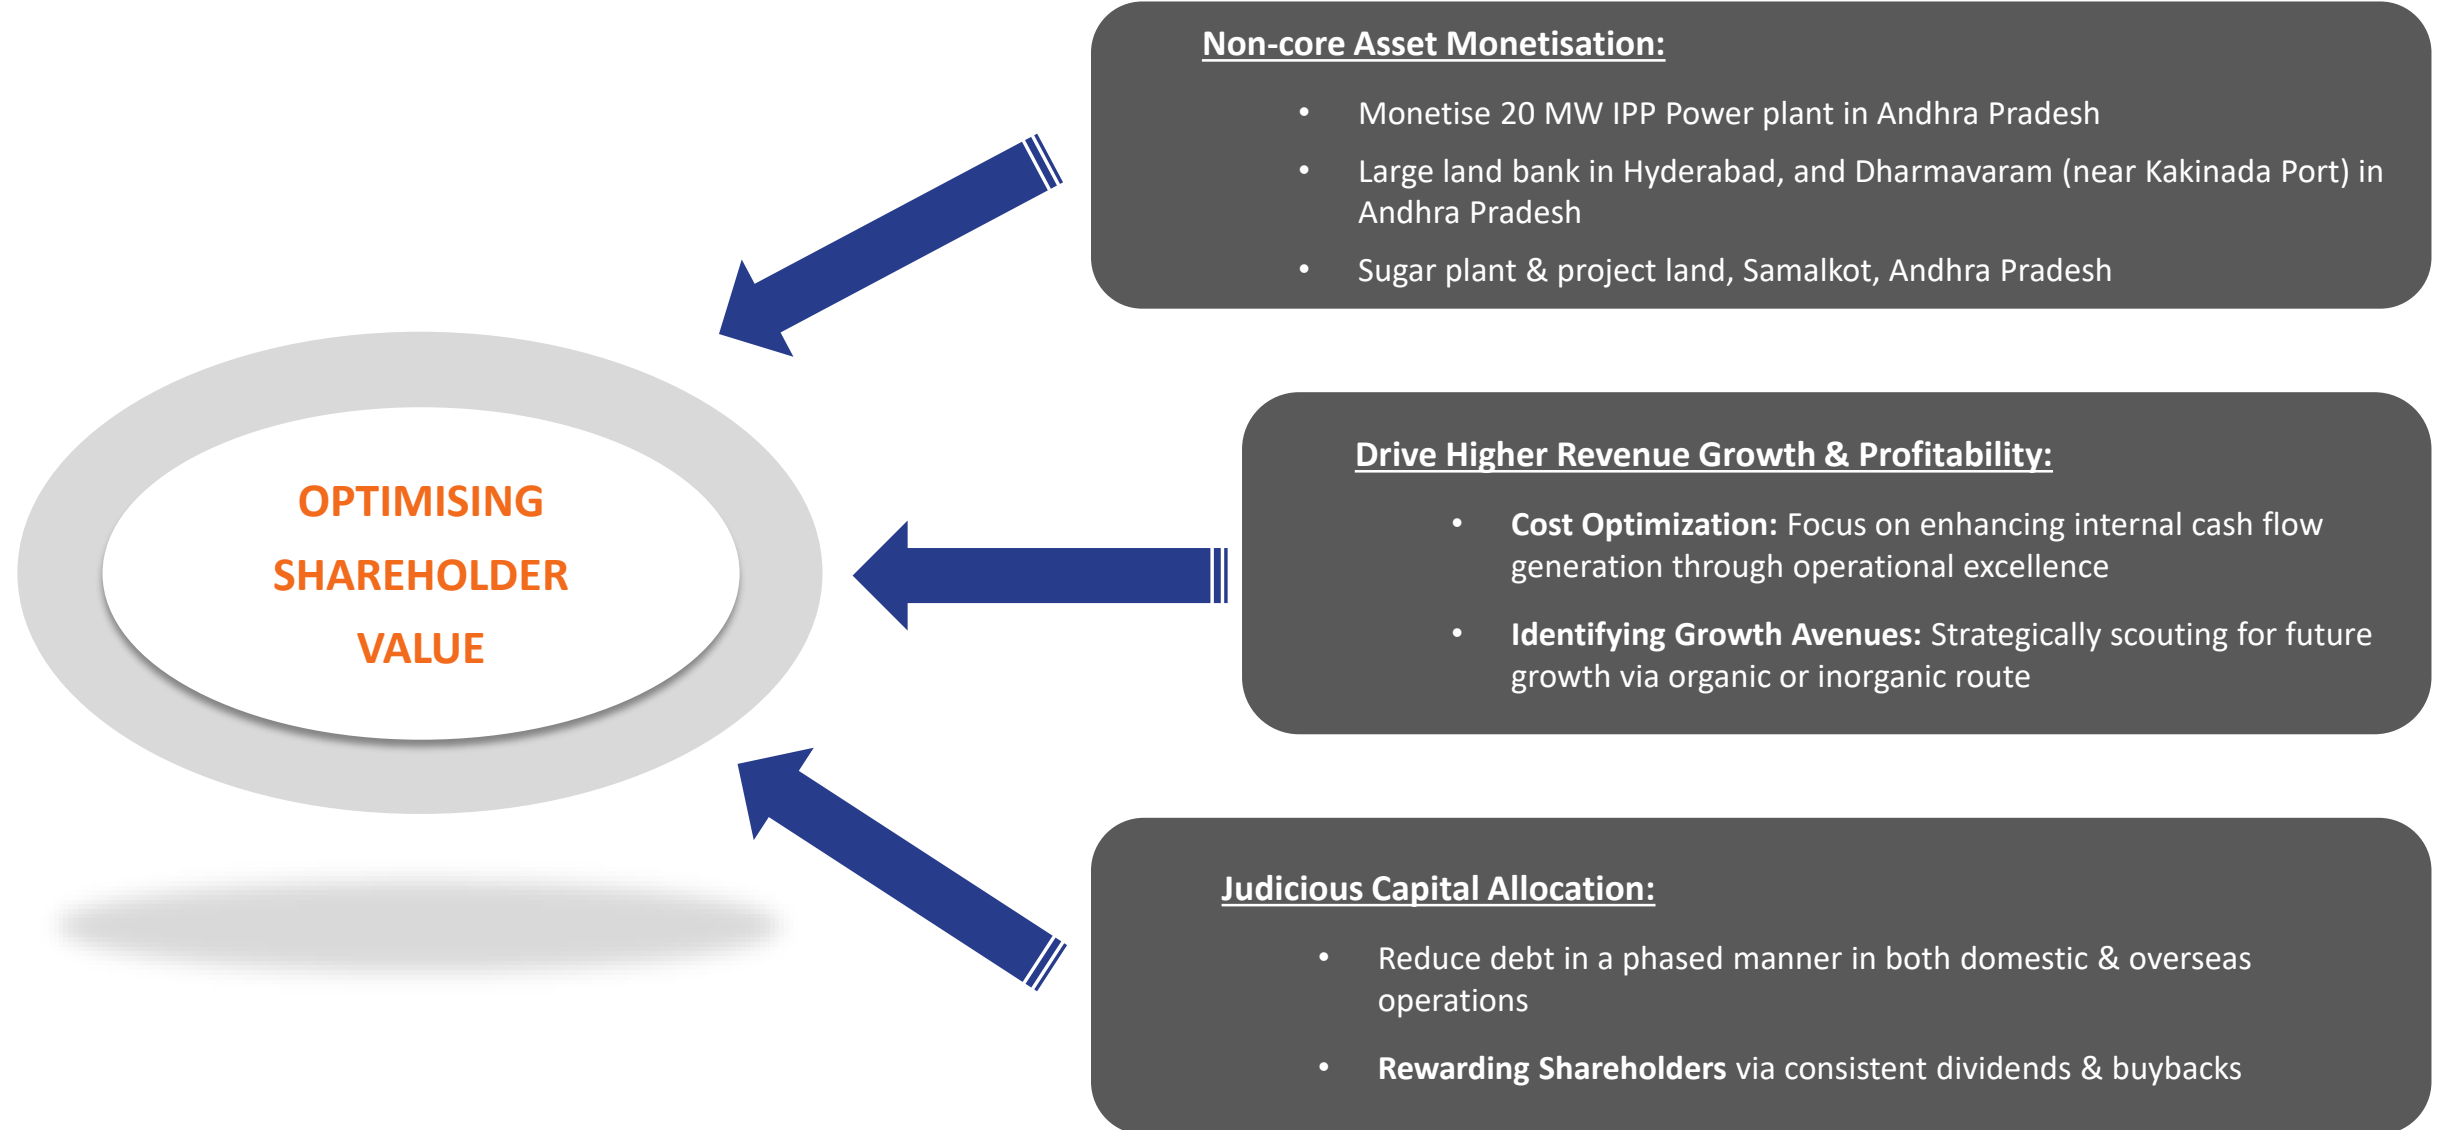 OPTIMISING
SHAREHOLDER
VALUE
Non-core Asset Monetisation:
• Monetise 20 MW IPP Power plant in Andhra Pradesh
• Large land bank in Hyderabad, and Dharmavaram (near Kakinada Port) in
Andhra Pradesh
• Sugar plant & project land, Samalkot, Andhra Pradesh
Drive Higher Revenue Growth & Profitability:
• Cost Optimization: Focus on enhancing internal cash flow
generation through operational excellence
• Identifying Growth Avenues: Strategically scouting for future
growth via organic or inorganic route
Judicious Capital Allocation:
• Reduce debt in a phased manner in both domestic & overseas
operations
• Rewarding Shareholders via consistent dividends & buybacks